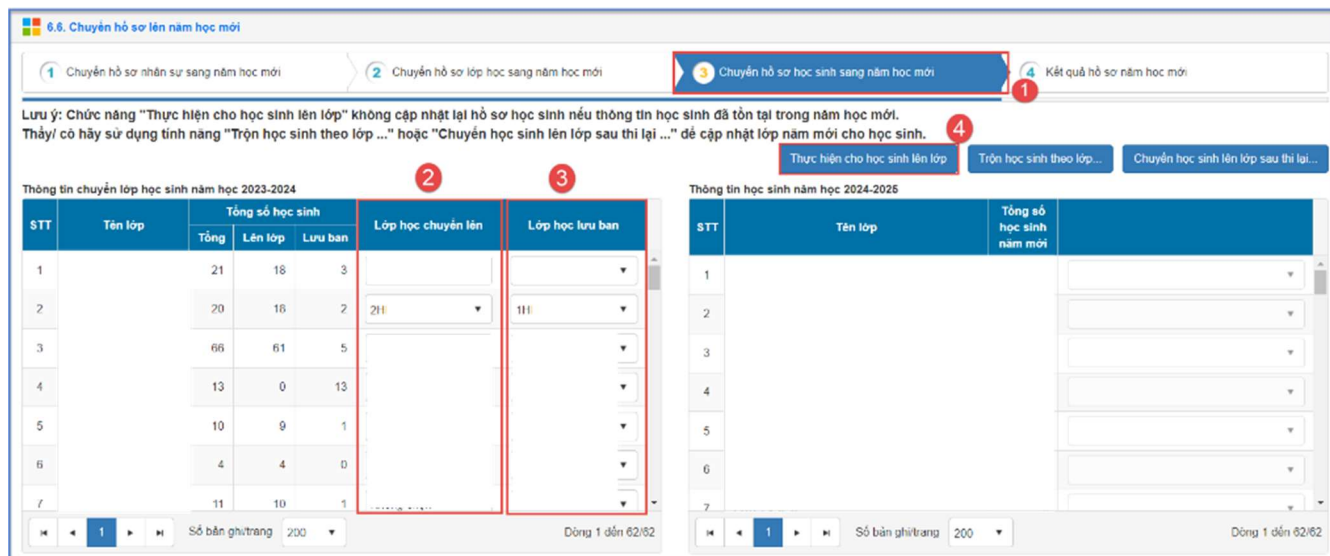 6.6. Chuyển hồ sơ lên năm học mới
1 Chuyển hồ sơ nhân sự sang năm học mới
2 Chuyển hồ sơ lớp học sang năm học mới
3 Chuyển hồ sơ học sinh sang năm học mới
4 Kết quả hồ sơ năm học mới
1
Lưu ý: Chức năng "Thực hiện cho học sinh lên lớp" không cập nhật lại hồ sơ học sinh nếu thông tin học sinh đã tồn tại trong năm học mới.
Thầy/ cô hãy sử dụng tính năng "Trộn học sinh theo lớp ..." hoặc "Chuyển học sinh lên lớp sau thi lại ..." để cập nhật lớp năm mới cho học sinh.
4
Thực hiện cho học sinh lên lớp
Trộn học sinh theo lớp...
Chuyển học sinh lên lớp sau thi lại...
Thông tin chuyển lớp học sinh năm học 2023-2024
2
3
STT Tên lớp Tổng số học sinh Lớp học chuyển lên Lớp học lưu ban
Tổng Lên lớp Lưu ban
1 21 18 3
2 20 18 2 2H 1H
3 66 61 5
4 13 0 13
5 10 9 1
6 4 4 0
7 11 10 1
1 Số bản ghi/trang 200 Dòng 1 đến 62/62
Thông tin học sinh năm học 2024-2025
STT Tên lớp Tổng số
học sinh
năm mới
1
2
3
4
5
6
7
1 Số bản ghi/trang 200 Dòng 1 đến 62/62